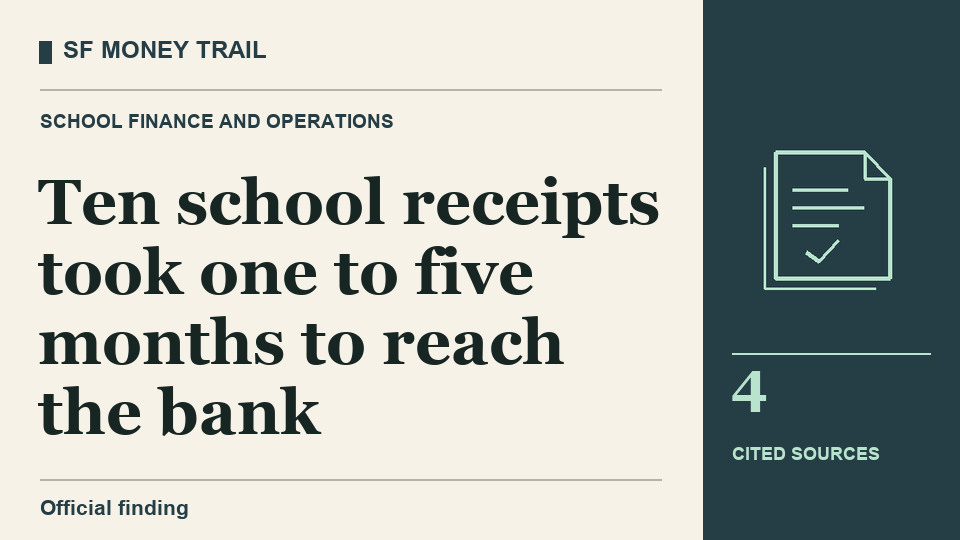 SF MONEY TRAIL
SCHOOL FINANCE AND OPERATIONS
Ten school receipts
took one to five
months to reach
the bank
Official finding
4
CITED SOURCES